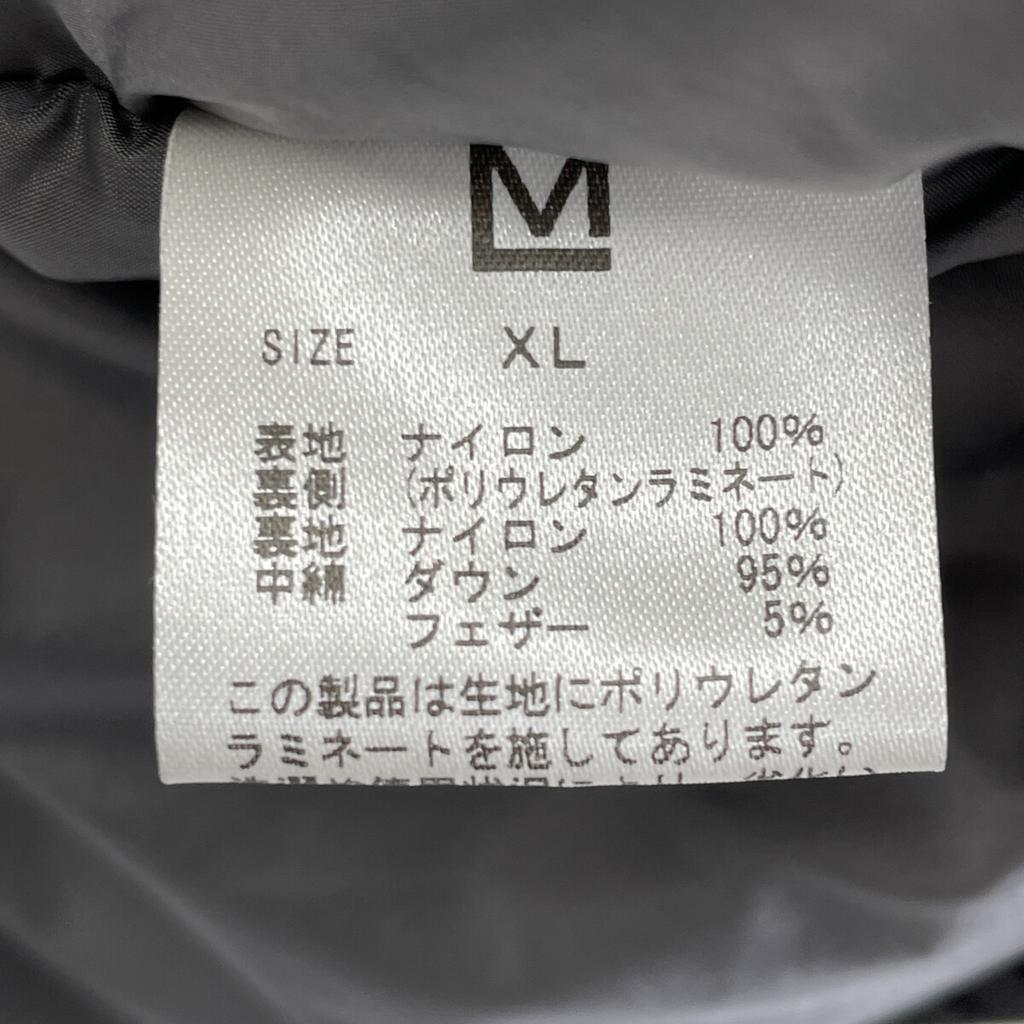 M
SIZE XL
表地 ナイロン 100%
裏側 (ポリウレタンラミネート)
裏地 ナイロン 100%
中綿 ダウン 95%
フェザー 5%
この製品は生地にポリウレタン
ラミネートを施してあります。